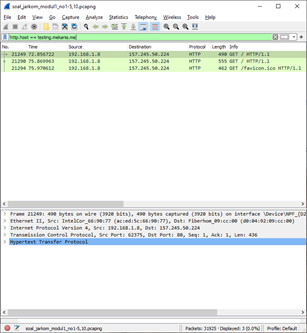 soal_jarkom_modul1_no1-5,10.pcapng
File Edit View Go Capture Analyze Statistics Telephony Wireless Tools Help
http.host == testing.mekanis.me
No. Time Source Destination Protocol Length Info
21249 72.856722 192.168.1.8 157.245.50.224 HTTP 490 GET / HTTP/1.1
21290 75.869963 192.168.1.8 157.245.50.224 HTTP 555 GET / HTTP/1.1
21294 75.970612 192.168.1.8 157.245.50.224 HTTP 462 GET /favicon.ico HTTP/1.1
Frame 21249: 490 bytes on wire (3920 bits), 490 bytes captured (3920 bits) on interface \Device\NPF_{D2
Ethernet II, Src: IntelCor_66:90:77 (ac:ed:5c:66:90:77), Dst: Fiberhom_09:cc:00
Internet Protocol Version 4, Src: 192.168.1.8, Dst: 157.245.50.224
Transmission Control Protocol, Src Port: 62375, Dst Port: 80, Seq: 1, Ack: 1, Len: 436
Hypertext Transfer Protocol
soal_jarkom_modul1_no1-5,10.pcapng Packets: 31925 · Displayed: 3 (0.0%) Profile: Default